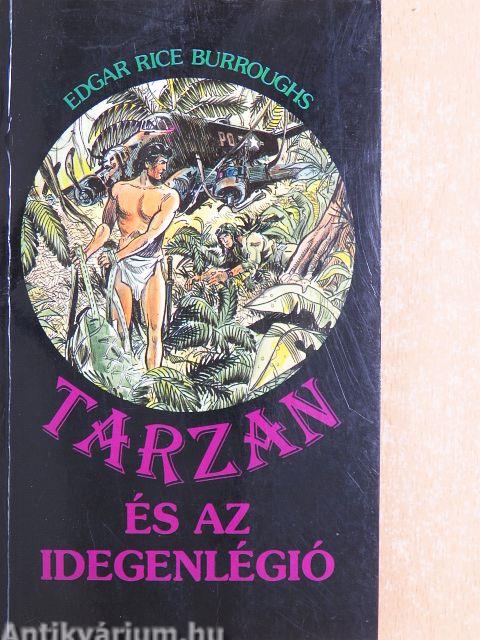 EDGAR RICE BURROUGHS
PO
TARZAN
ÉS AZ
IDEGENLÉGIÓ
Antikvárium.hu